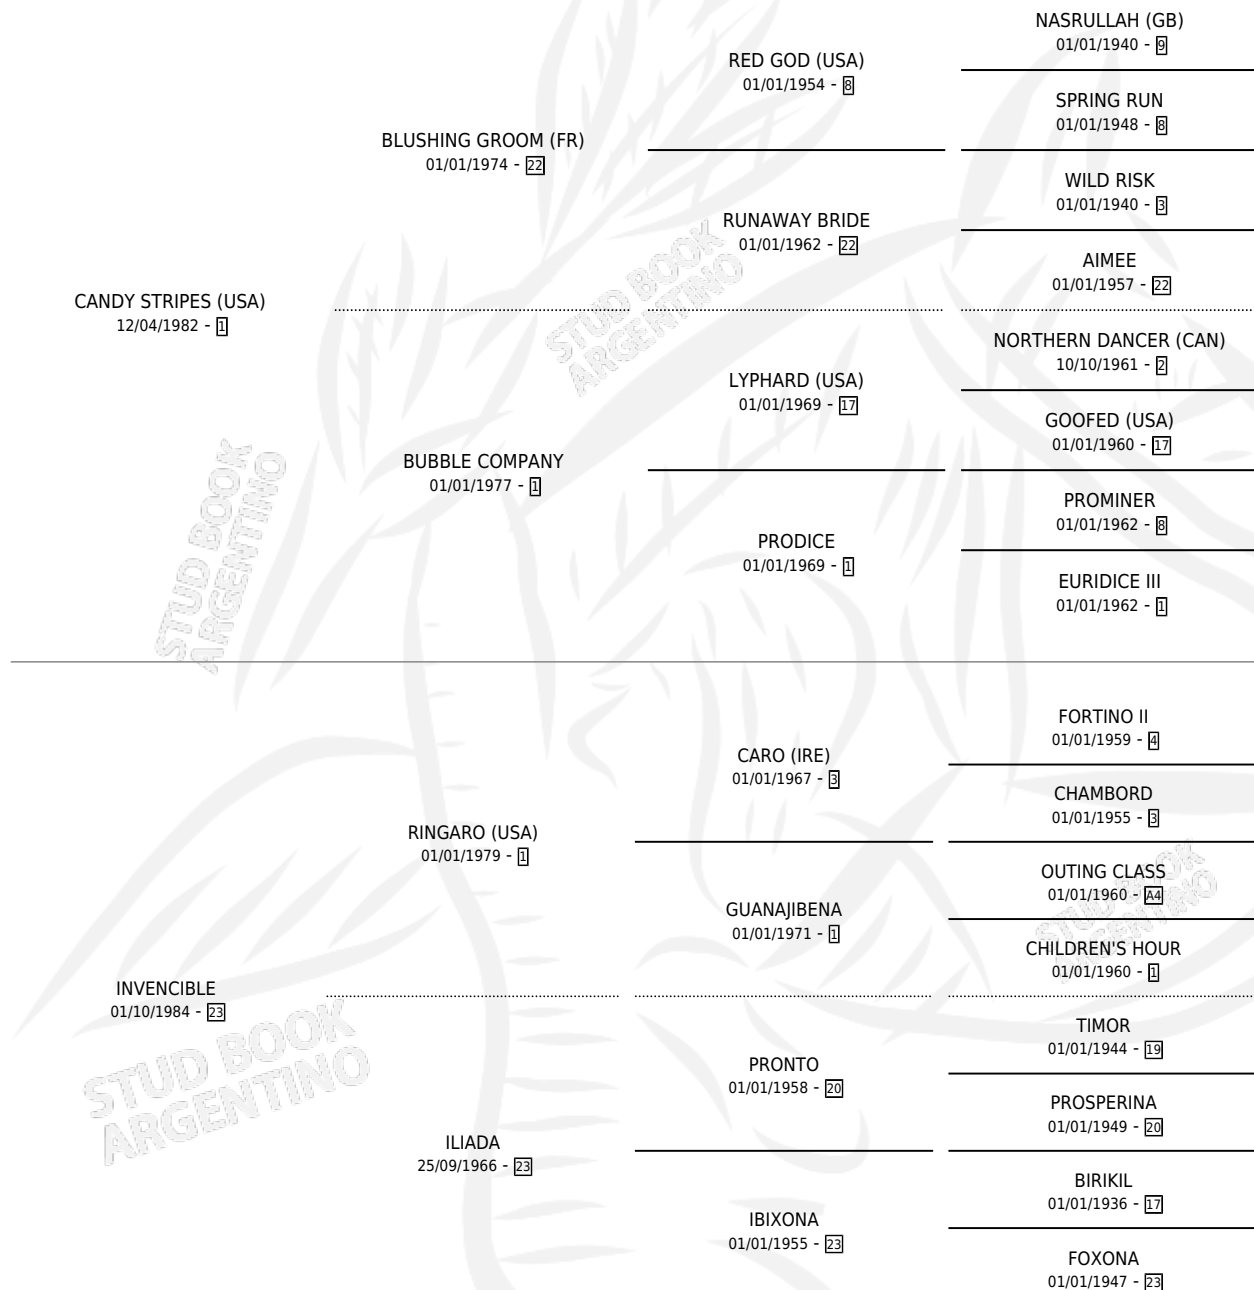 NASRULLAH (GB)
01/01/1940 - 9
RED GOD (USA)
01/01/1954 - 8
SPRING RUN
01/01/1948 - 8
BLUSHING GROOM (FR)
01/01/1974 - 22
WILD RISK
01/01/1940 - 3
RUNAWAY BRIDE
01/01/1962 - 22
AIMEE
01/01/1957 - 22
CANDY STRIPES (USA)
12/04/1982 - 1
NORTHERN DANCER (CAN)
10/10/1961 - 2
LYPHARD (USA)
01/01/1969 - 17
GOOFED (USA)
01/01/1960 - 17
BUBBLE COMPANY
01/01/1977 - 1
PROMINER
01/01/1962 - 8
PRODICE
01/01/1969 - 1
EURIDICE III
01/01/1962 - 1
FORTINO II
01/01/1959 - 4
CARO (IRE)
01/01/1967 - 3
CHAMBORD
01/01/1955 - 3
RINGARO (USA)
01/01/1979 - 1
OUTING CLASS
01/01/1960 - A4
GUANAJIBENA
01/01/1971 - 1
CHILDREN'S HOUR
01/01/1960 - 1
INVENCIBLE
01/10/1984 - 23
TIMOR
01/01/1944 - 19
PRONTO
01/01/1958 - 20
PROSPERINA
01/01/1949 - 20
ILIADA
25/09/1966 - 23
BIRIKIL
01/01/1936 - 17
IBIXONA
01/01/1955 - 23
FOXONA
01/01/1947 - 23
STUD BOOK
ARGENTINO
STUD BOOK
ARGENTINO
STUD BOOK
ARGENTINO
STUD BOOK
ARGENTINO